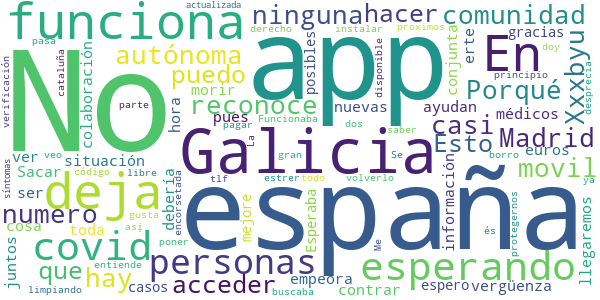 actualizada
funciona
ninguna
hacer
comunidad
pasa
derecho
instalar
proximos
gracias
doy
No
app
En
verificación
cataluña
colaboración
autónoma
puedo
morir
posibles
erte
conjunta
disponible
Porqué
Xxxbyu
desprecia
reconoce
nuevas
ayudan
principio
médicos
parte
hora
pues
Funcionaba
casi
Esto
Madrid
pagar
La
dos
saber
Galicia
ver
veo
borro
euros
situación
Sacar
código
libre
tlf
gran
Se
información
movil
ya
síntomas
deja
ser
debería
encorsetada
estrer
todo
volverlo
españa
numero
gusta
mejore
Esperaba
Me
llegaremos
protegernos
cosa
toda
así
poner
covid
que
personas
esperando
juntos
entiende
hay
acceder
empeora
espero
vergüenza
és
limpiando
casos
buscaba
contrar